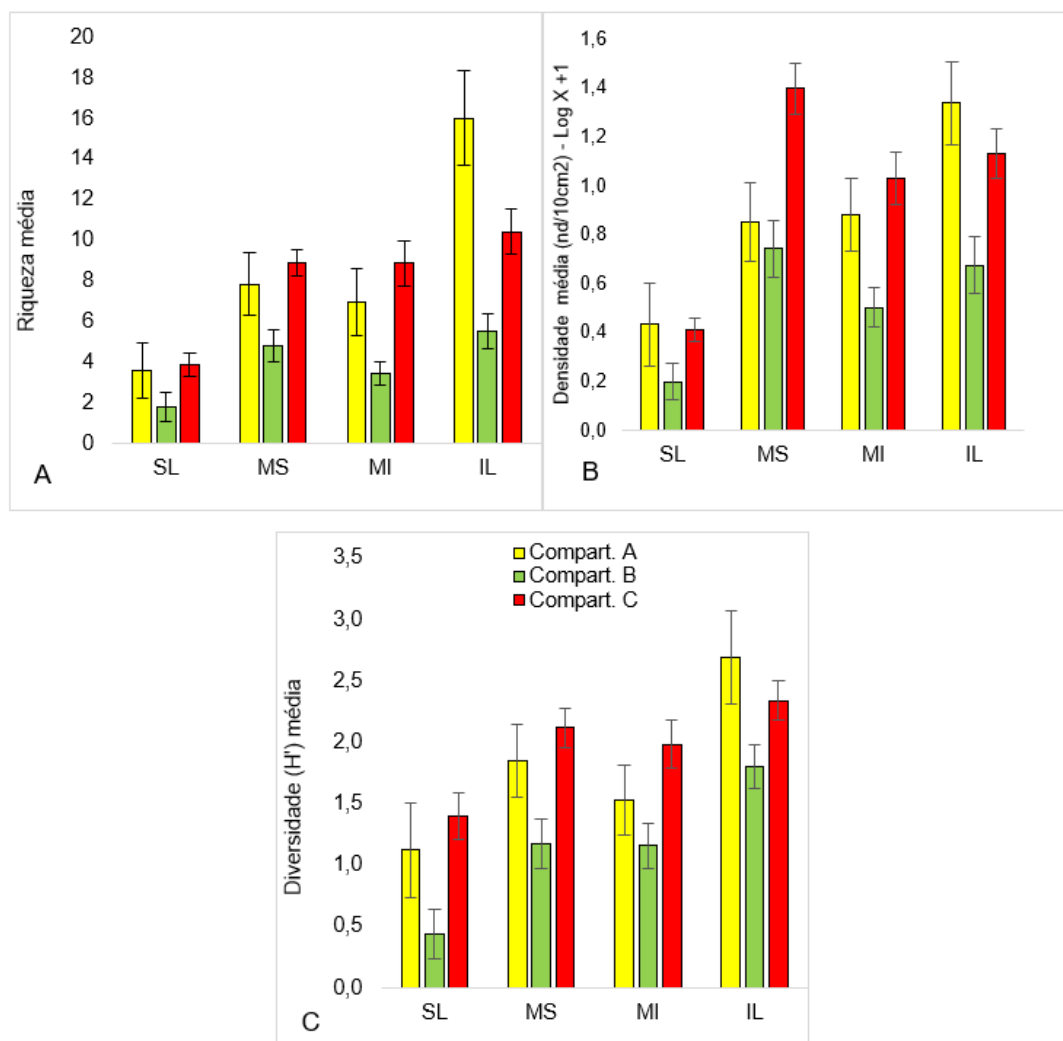 Riqueza média
20
18
16
14
12
10
8
6
4
2
0
SL MS MI IL
A
Densidade média (nd/10cm2) - Log X +1
1,6
1,4
1,2
1,0
0,8
0,6
0,4
0,2
0,0
SL MS MI IL
B
Diversidade (H') média
3,5
3,0
2,5
2,0
1,5
1,0
0,5
0,0
Compart. A
Compart. B
Compart. C
SL MS MI IL
C